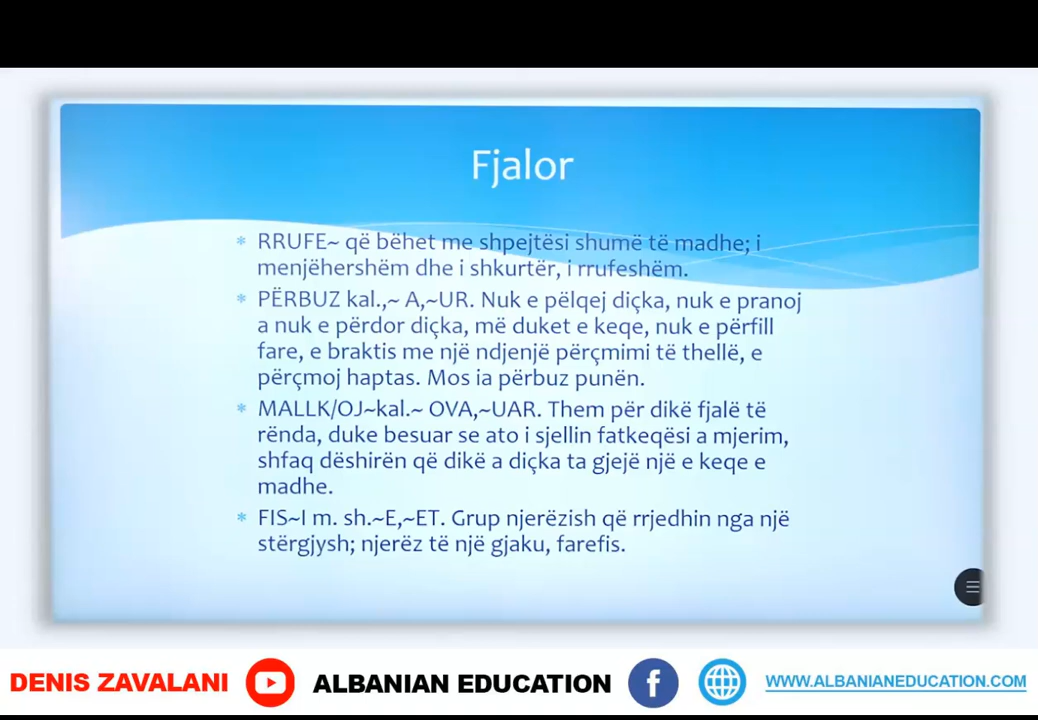 Fjalor
* RRUFE~ që bëhet me shpejtësi shumë të madhe; i
menjëhershëm dhe i shkurtër, i rrufeshëm.
* PËRBUZ kal.,~ A,~UR. Nuk e pëlqej diçka, nuk e pranoj
a nuk e përdor diçka, më duket e keqe, nuk e përfill
fare, e braktis me një ndjenjë përçmimi të thellë, e
përçmoj haptas. Mos ia përbuz punën.
* MALLK/OJ~kal.~ OVA,~UAR. Them për dikë fjalë të
rënda, duke besuar se ato i sjellin fatkeqësi a mjerim,
shfaq dëshirën që dikë a diçka ta gjejë një e keqe e
madhe.
* FIS~I m. sh.~E,~ET. Grup njerëzish që rrjedhin nga një
stërgjysh; njerëz të një gjaku, farefis.
DENIS ZAVALANI ALBANIAN EDUCATION f WWW.ALBANIANEDUCATION.COM